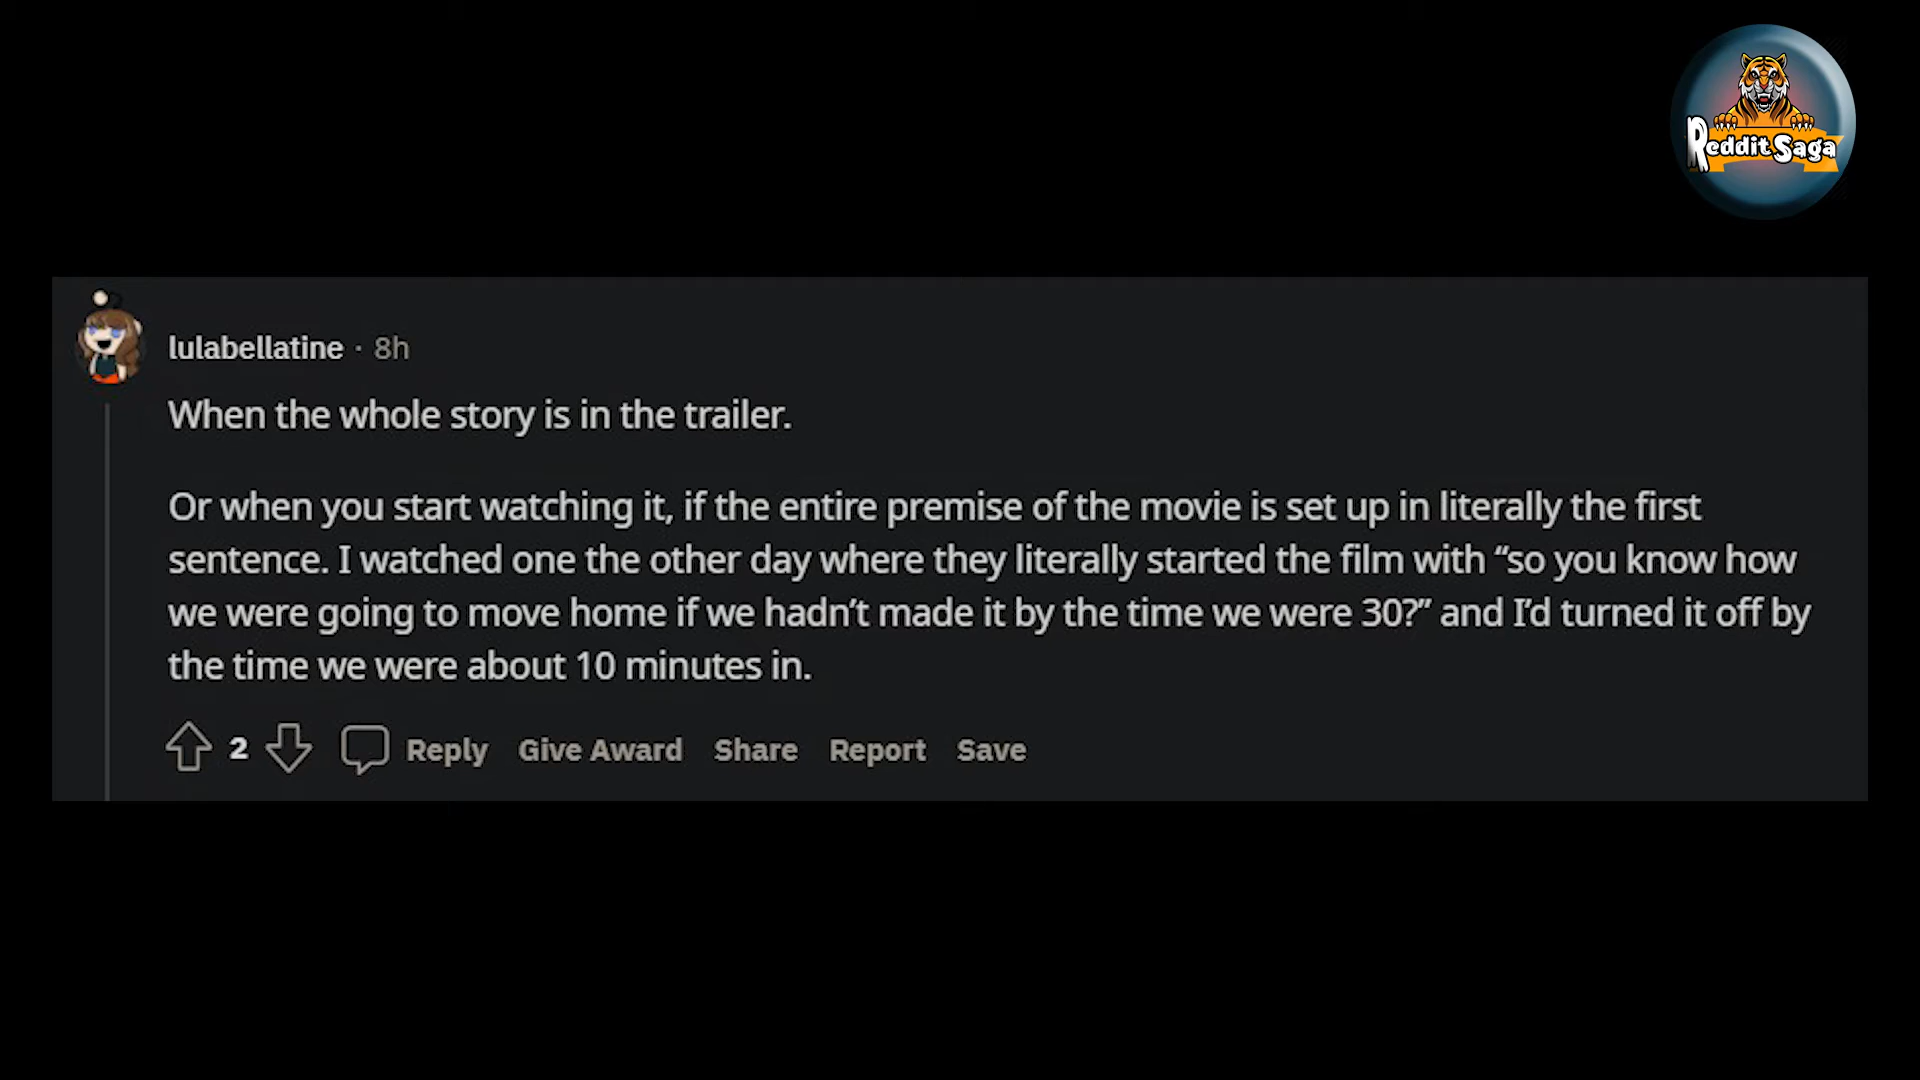 Reddit Saga
lulabellatine · 8h
When the whole story is in the trailer.
Or when you start watching it, if the entire premise of the movie is set up in literally the first
sentence. I watched one the other day where they literally started the film with “so you know how
we were going to move home if we hadn’t made it by the time we were 30?” and I’d turned it off by
the time we were about 10 minutes in.
2 Reply Give Award Share Report Save